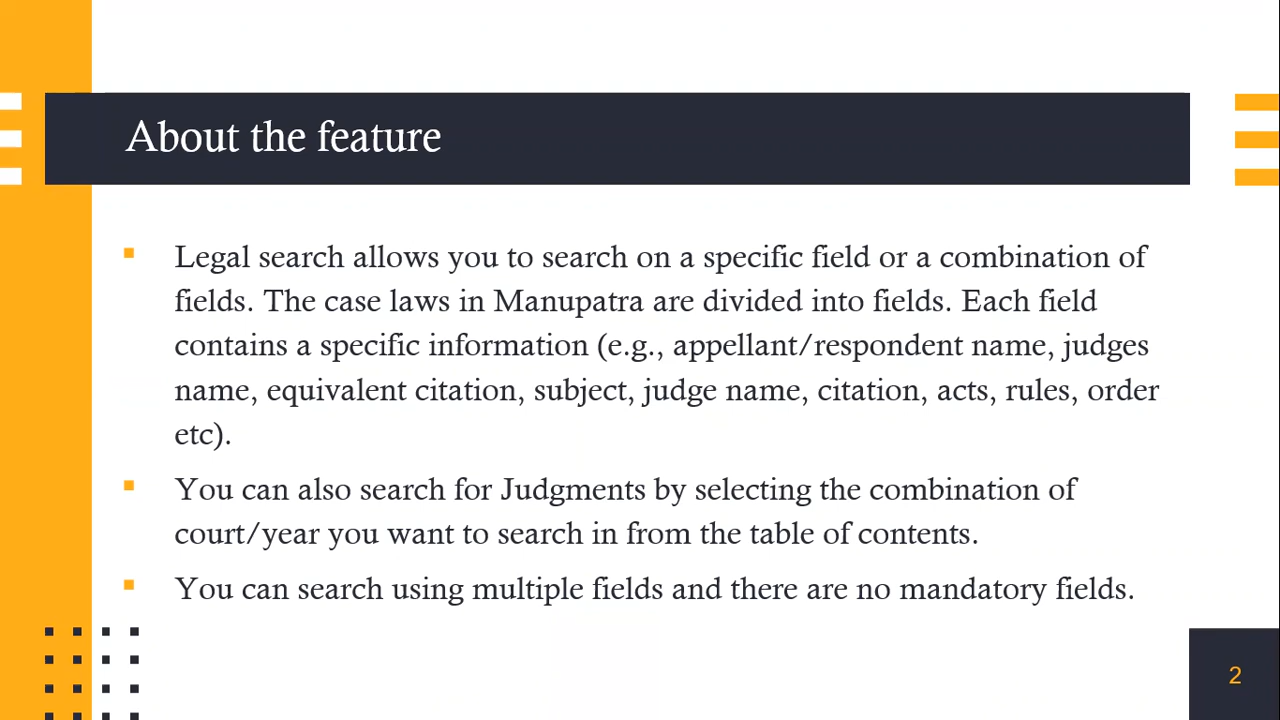 About the feature
Legal search allows you to search on a specific field or a combination of
fields. The case laws in Manupatra are divided into fields. Each field
contains a specific information (e.g., appellant/respondent name, judges
name, equivalent citation, subject, judge name, citation, acts, rules, order
etc).
You can also search for Judgments by selecting the combination of
court/year you want to search in from the table of contents.
You can search using multiple fields and there are no mandatory fields.
2